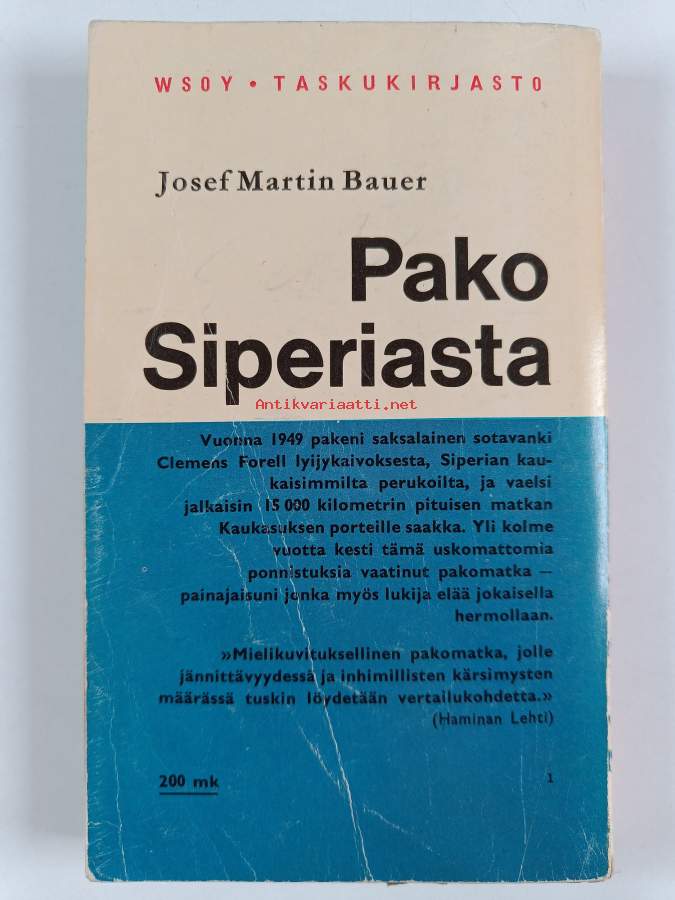 WSOY • TASKUKIRJASTO
Josef Martin Bauer
Pako
Siperiasta
Antikvariaatti.net
Vuonna 1949 pakeni saksalainen sotavanki
Clemens Forell lyijykaivoksesta, Siperian kau-
kaisimmilta perukoilta, ja vaelsi
jalkaisin 15 000 kilometrin pituisen matkan
Kaukasuksen porteille saakka. Yli kolme
vuotta kesti tämä uskomattomia
ponnistuksia vaatinut pakomatka —
painajaisuni jonka myös lukija elää jokaisella
hermollaan.
»Mielikuvituksellinen pakomatka, jolle
jännittävyydessä ja inhimillisten kärsimysten
määrässä tuskin löydetään vertailukohdetta.»
(Haminan Lehti)
200 mk
1